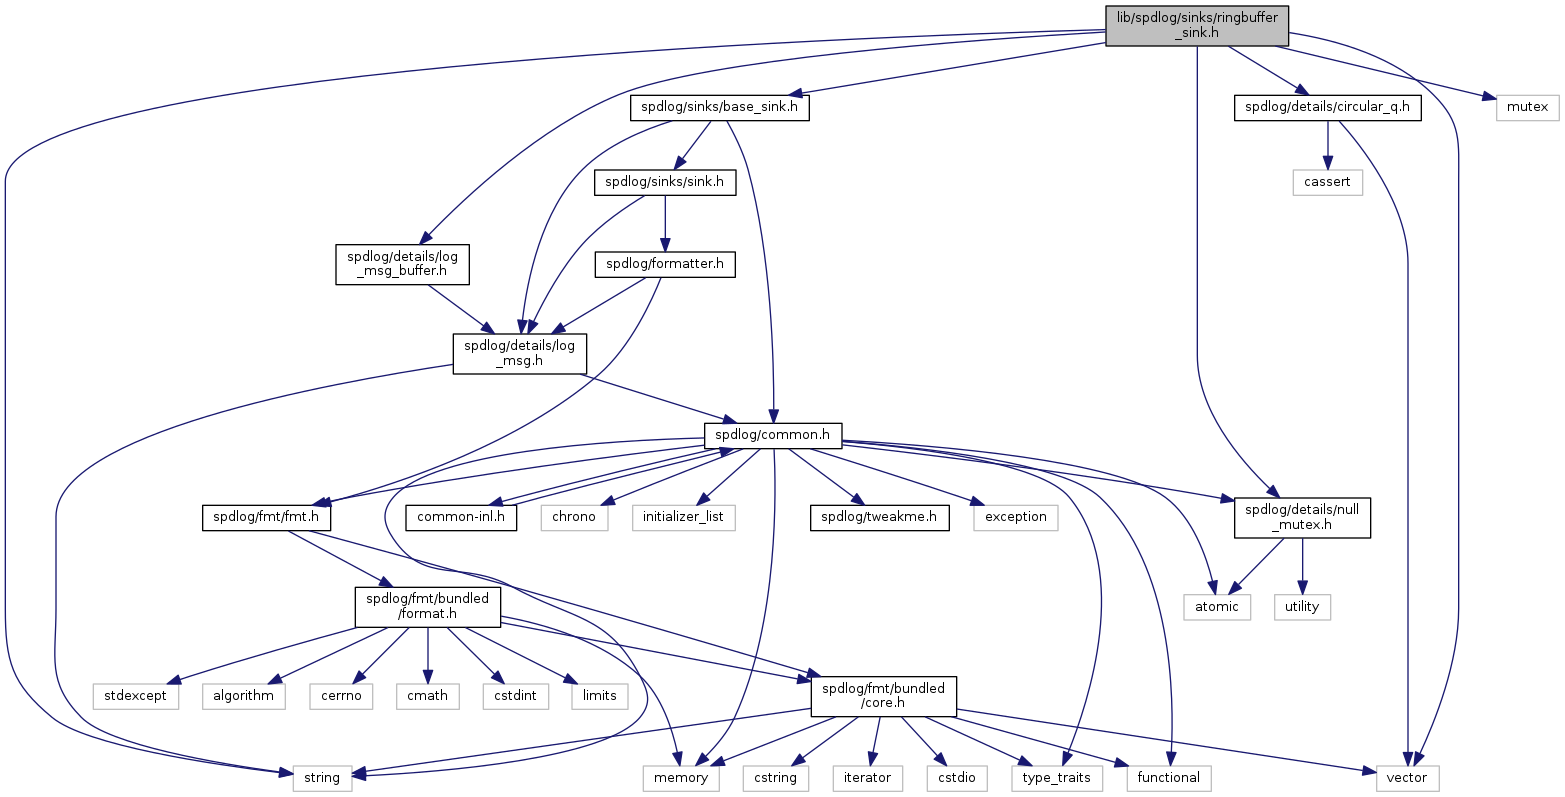 lib/spdlog/sinks/ringbuffer
_sink.h
spdlog/sinks/base_sink.h
spdlog/details/circular_q.h
mutex
spdlog/sinks/sink.h
cassert
spdlog/details/log
_msg_buffer.h
spdlog/formatter.h
spdlog/details/log
_msg.h
spdlog/common.h
spdlog/fmt/fmt.h
common-inl.h
chrono
initializer_list
spdlog/tweakme.h
exception
spdlog/details/null
_mutex.h
spdlog/fmt/bundled
/format.h
atomic
utility
stdexcept
algorithm
cerrno
cmath
cstdint
limits
spdlog/fmt/bundled
/core.h
string
memory
cstring
iterator
cstdio
type_traits
functional
vector